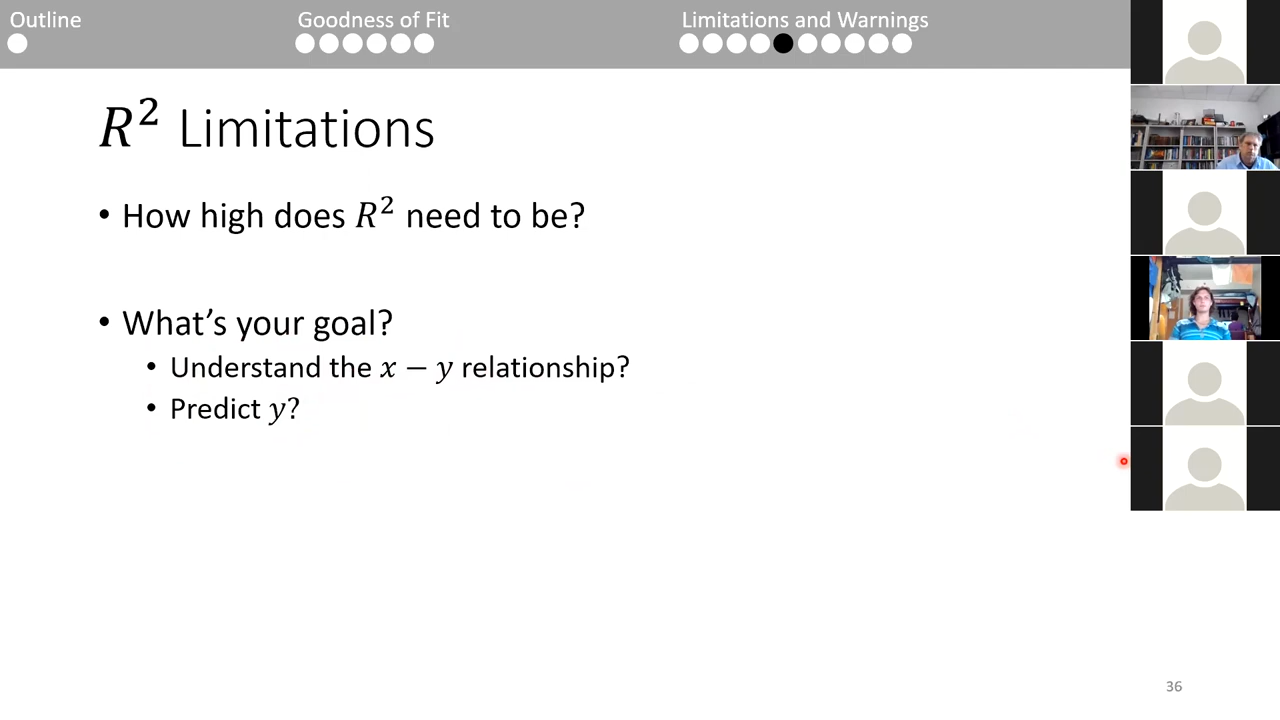 Outline
Goodness of Fit
Limitations and Warnings
R² Limitations
• How high does R² need to be?
• What's your goal?
• Understand the x − y relationship?
• Predict y?
36